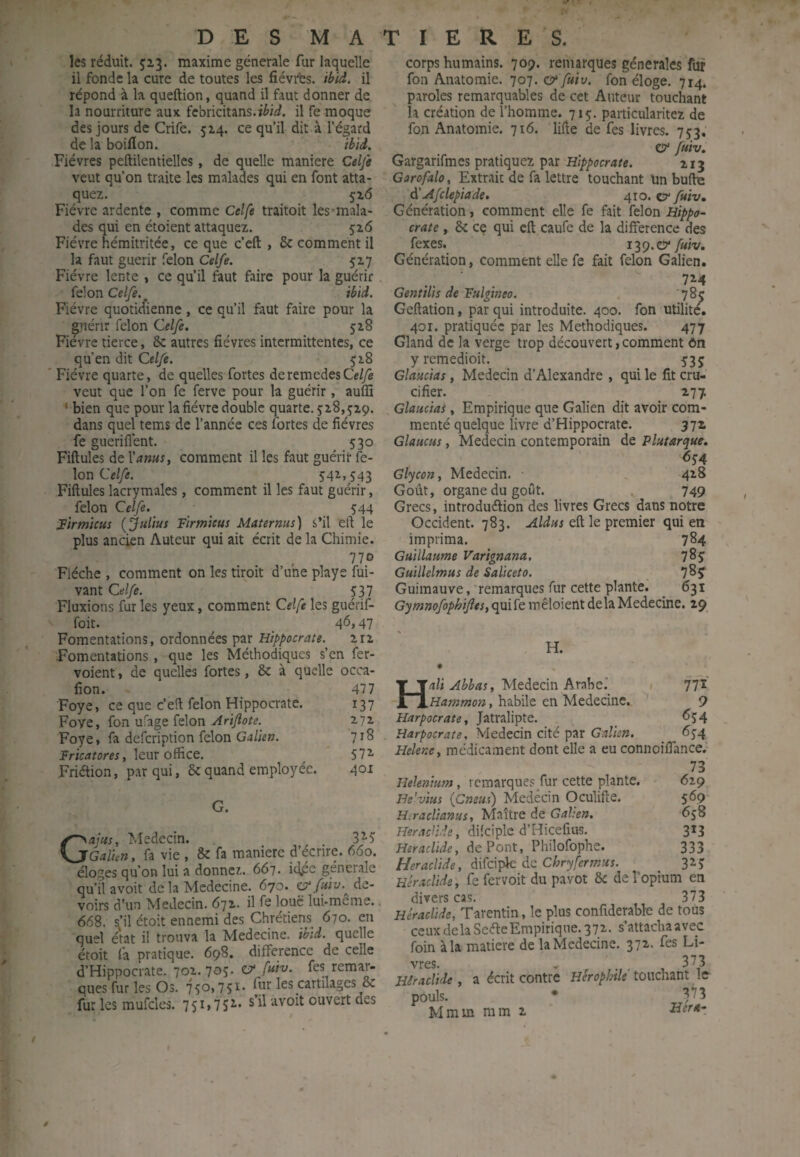 DES MATIERES.
les réduit. 523. maxime génerale ſur laquelle
il fonde la cure de toutes les fiévres. ibid. il
répond à la queſtion, quand il faut donner de
la nourriture aux febricitans. ibid. il ſe moque
des jours de Criſe. 524. ce qu'il dit à l'égard
de la boiſſon. ibid.
Fiévres peſtilentielles, de quelle maniere Celſe
veut qu'on traite les malades qui en ſont atta-
quez. 526
Fiévre ardente, comme Celſe traitoit les mala-
des qui en étoient attaquez. 526
Fiévre hémitritée, ce que c'eſt, & comment il
la faut guerir ſelon Celſe. 527
Fiévre lente, ce qu'il faut faire pour la guérir
ſelon Celſe. ibid.
Fiévre quotidienne, ce qu'il faut faire pour la
guérir ſelon Celſe. 528
Fiévre tierce, & autres fiévres intermittentes, ce
qu'en dit Celſe. 528
Fiévre quarte, de quelles ſortes de remedes Celſe
veut que l'on ſe ſerve pour la guérir, auſſi
bien que pour la fiévre double quarte. 528, 529.
dans quel tems de l'année ces ſortes de fiévres
ſe gueriſſent. 530
Fiſtules de l'anus, comment il les faut guérir ſe-
lon Celſe. 542, 543
Fiſtules lacrymales, comment il les faut guérir,
ſelon Celſe. 544
Firmicus (Julius Firmicus Maternus) s'il eſt le
plus ancien Auteur qui ait écrit de la Chimie.
770
Fléche, comment on les tiroit d'une playe ſui-
vant Celſe. 537
Fluxions ſur les yeux, comment Celſe les guériſ-
ſoit. 46, 47
Fomentations, ordonnées par Hippocrate. 212
Fomentations, que les Méthodiques s'en ſer-
voient, de quelles ſortes, & à quelle occa-
ſion. 477
Foye, ce que c'eſt ſelon Hippocrate. 137
Foye, ſon uſage ſelon Ariſtote. 272
Foye, ſa deſcription ſelon Galien. 718
Fricatores, leur office. 572
Friction, par qui, & quand employée. 401
G.
Gajus, Medecin. 325
Galien, ſa vie, & ſa maniere d'écrire. 660.
éloges qu'on lui a donnez. 667. idée génerale
qu'il avoit de la Medecine. 670. & ſuiv. de-
voirs d'un Medecin. 672. il ſe louë lui-même.
668. s'il étoit ennemi des Chrétiens 670. en
quel état il trouva la Medecine. ibid. quelle
étoit ſa pratique. 698. difference de celle
d'Hippocrate. 702. 705. & ſuiv. ſes remar-
ques ſur les Os. 750, 751. ſur les cartilages &
ſur les muſcles. 751, 752. s'il avoit ouvert des
corps humains. 709. remarques génerales ſur
ſon Anatomie. 707. & ſuiv. ſon éloge. 714.
paroles remarquables de cet Auteur touchant
la création de l'homme. 715. particularitez de
ſon Anatomie. 716. liſte de ſes livres. 753.
& ſuiv.
Gargariſmes pratiquez par Hippocrate. 213
Garofalo, Extrait de ſa lettre touchant un buſte
d'Aſclepiade. 410. & ſuiv.
Génération, comment elle ſe fait ſelon Hippo-
crate, & ce qui eſt cauſe de la difference des
ſexes. 139. & ſuiv.
Génération, comment elle ſe fait ſelon Galien.
724
Gentilis de Fulgineo. 785
Geſtation, par qui introduite. 400. ſon utilité.
401. pratiquée par les Methodiques. 477
Gland de la verge trop découvert, comment ôn
y remedioit. 535
Glaucias, Medecin d'Alexandre, qui le fit cru-
cifier. 277.
Glaucias, Empirique que Galien dit avoir com-
menté quelque livre d'Hippocrate. 372
Glaucus, Medecin contemporain de Plutarque.
654
Glycon, Medecin. 428
Goût, organe du goût. 749
Grecs, introduction des livres Grecs dans notre
Occident. 783. Aldus eſt le premier qui en
imprima. 784
Guillaume Varignana. 785
Guillelmus de Saliceto. 785
Guimauve, remarques ſur cette plante. 631
Gymnoſophiſtes, qui ſe mêloient de la Medecine. 29
H.
Hali Abbas, Medecin Arabe. 771
Hammon, habile en Medecine. 9
Harpocrate, Jatralipte. 654
Harpocrate, Medecin cité par Galien. 654
Helene, médicament dont elle a eu connoiſſance.
73
Helenium, remarques ſur cette plante. 629
Helvius (Cneus) Medecin Oculiſte. 569
Heraclianus, Maître de Galien. 658
Heraclide, diſciple d'Hiceſius. 313
Heraclide, de Pont, Philoſophe. 333
Heraclide, diſciple de Chryſermus. 325
Héraclide, ſe ſervoit du pavot & de l'opium en
divers cas. 373
Héraclide, Tarentin, le plus conſiderable de tous
ceux de la Secte Empirique. 372. s'attacha avec
ſoin à la matiere de la Medecine. 372. ſes Li-
vres. 373
Héraclide, a écrit contre Hérophile touchant le
pouls. 373
Mmm mm 2 Héra-